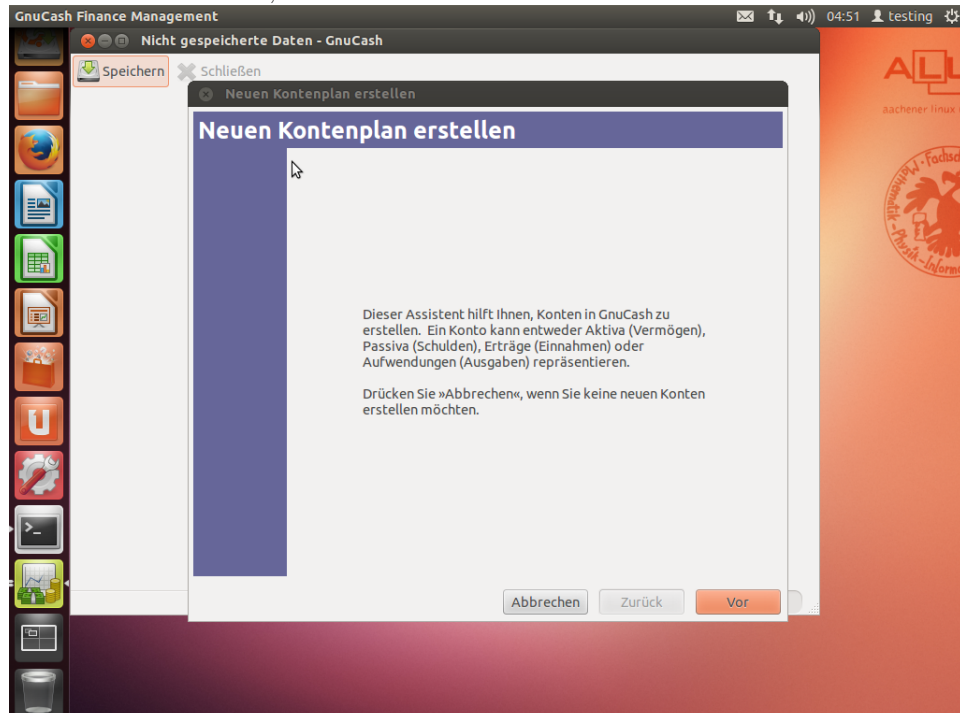 GnuCash Finance Management
04:51 testing
Nicht gespeicherte Daten - GnuCash
Speichern Schließen
Neuen Kontenplan erstellen
Neuen Kontenplan erstellen
Dieser Assistent hilft Ihnen, Konten in GnuCash zu
erstellen. Ein Konto kann entweder Aktiva (Vermögen),
Passiva (Schulden), Erträge (Einnahmen) oder
Aufwendungen (Ausgaben) repräsentieren.
Drücken Sie »Abbrechen«, wenn Sie keine neuen Konten
erstellen möchten.
Abbrechen Zurück Vor
aachener linux